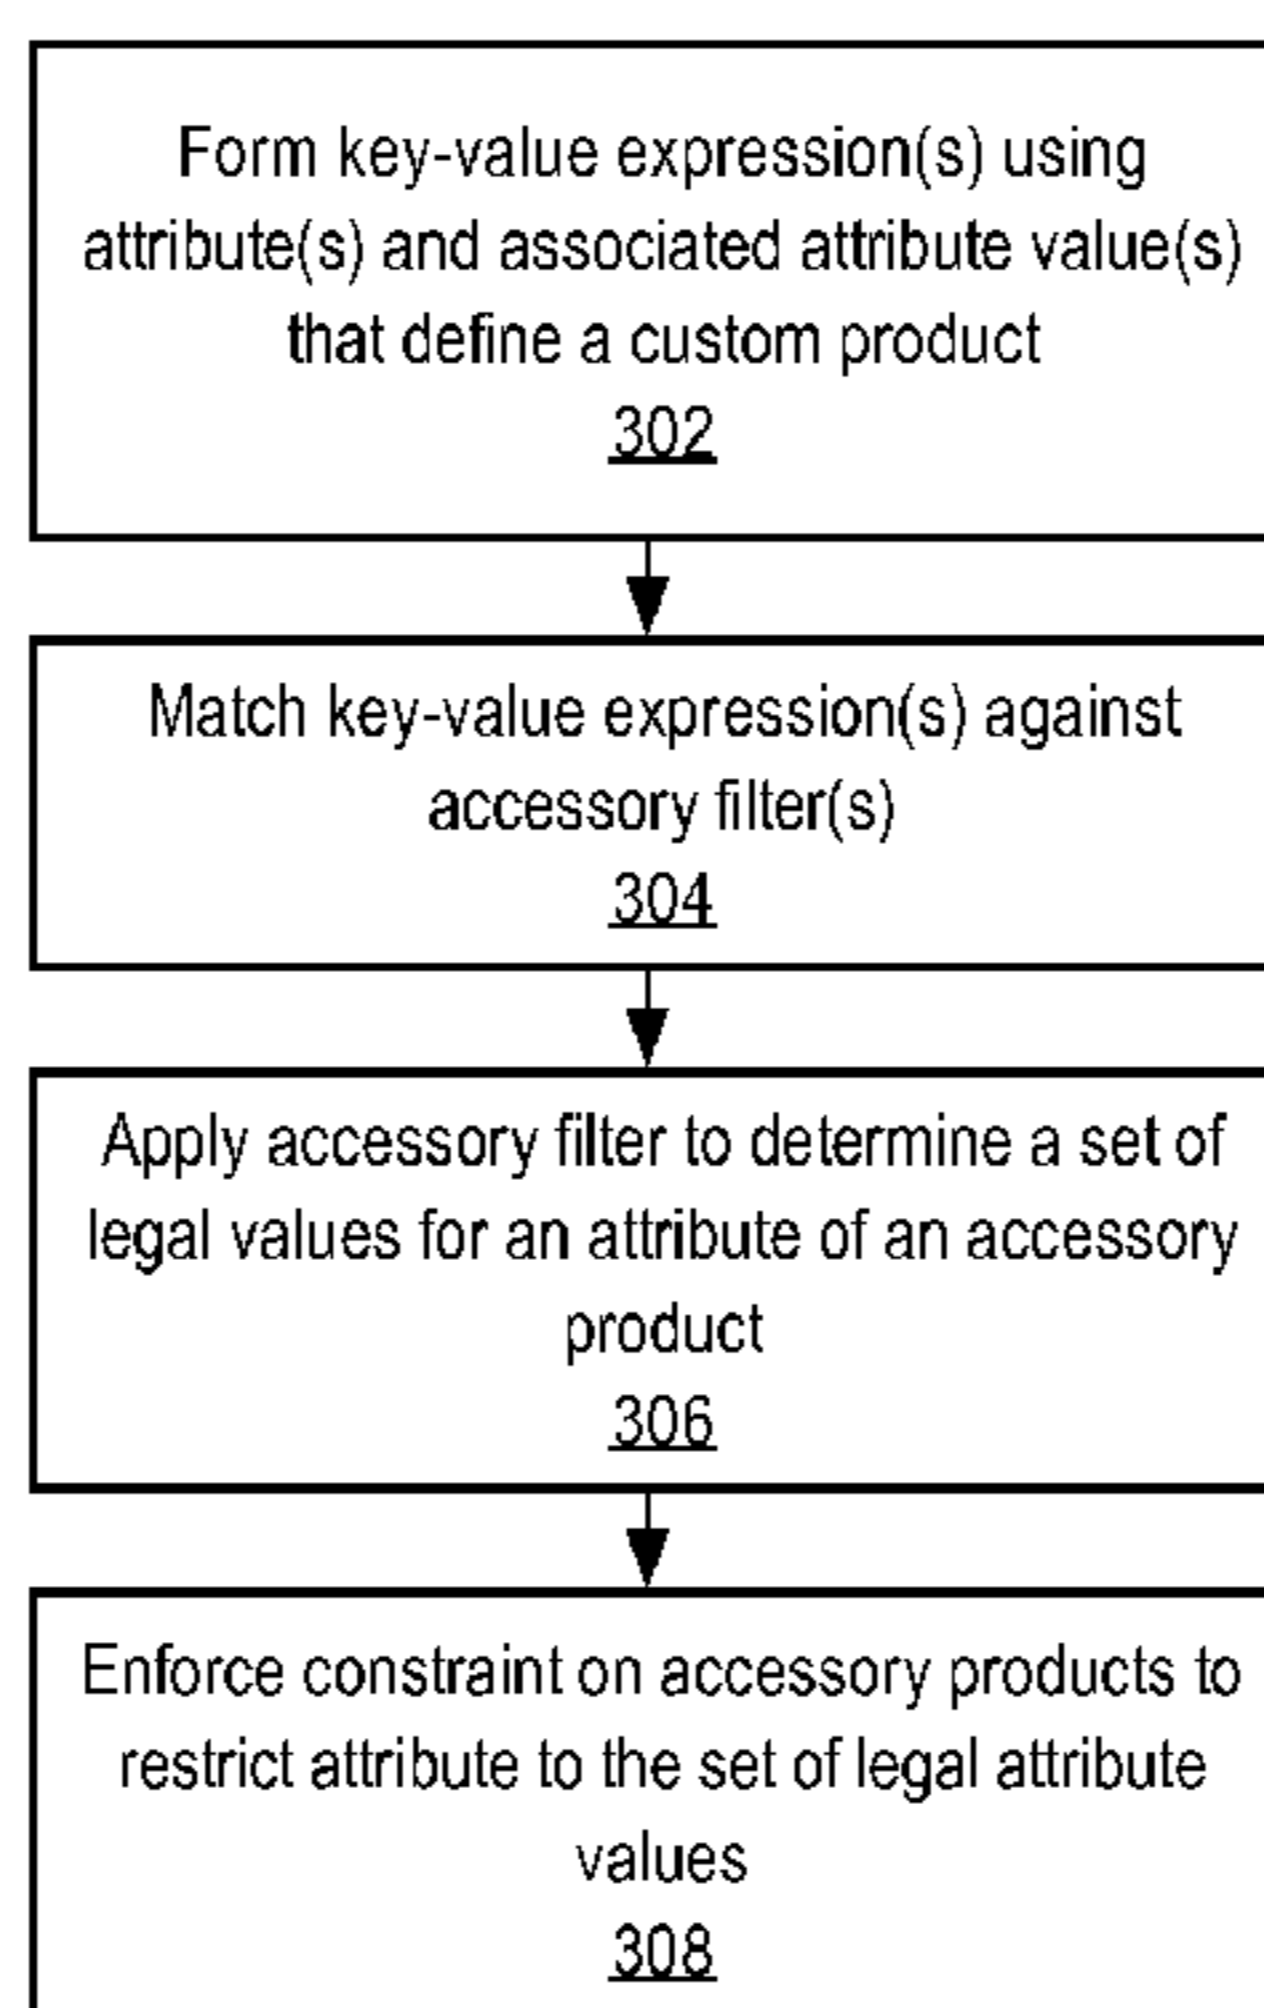 Form key-value expression(s) using
attribute(s) and associated attribute value(s)
that define a custom product
302
Match key-value expression(s) against
accessory filter(s)
304
Apply accessory filter to determine a set of
legal values for an attribute of an accessory
product
306
Enforce constraint on accessory products to
restrict attribute to the set of legal attribute
values
308